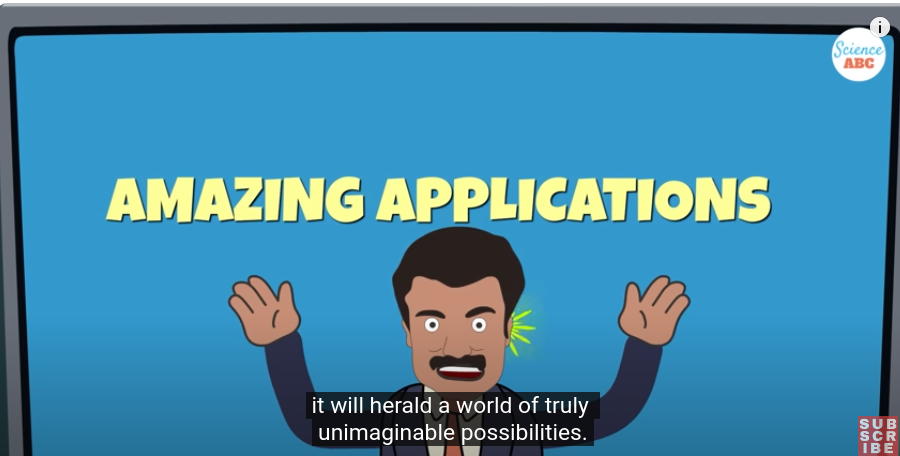 i
Science
ABC
AMAZING APPLICATIONS
it will herald a world of truly
unimaginable possibilities.
SUB
SCR
IBE